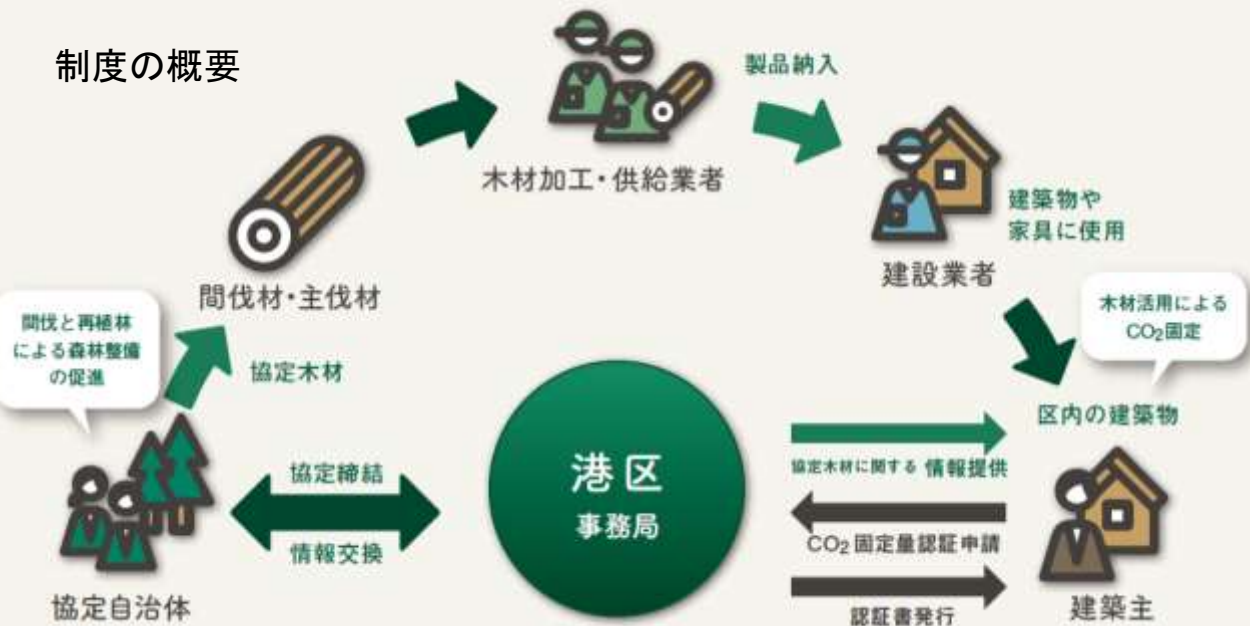 制度の概要
製品納入
木材加工・供給業者
建築物や
家具に使用
建設業者
間伐材・主伐材
間伐と再植林
による森林整備
の促進
協定木材
木材活用による
CO₂固定
区内の建築物
協定締結
情報交換
港区
事務局
協定木材に関する 情報提供
CO₂固定量認証申請
認証書発行
協定自治体
建築主